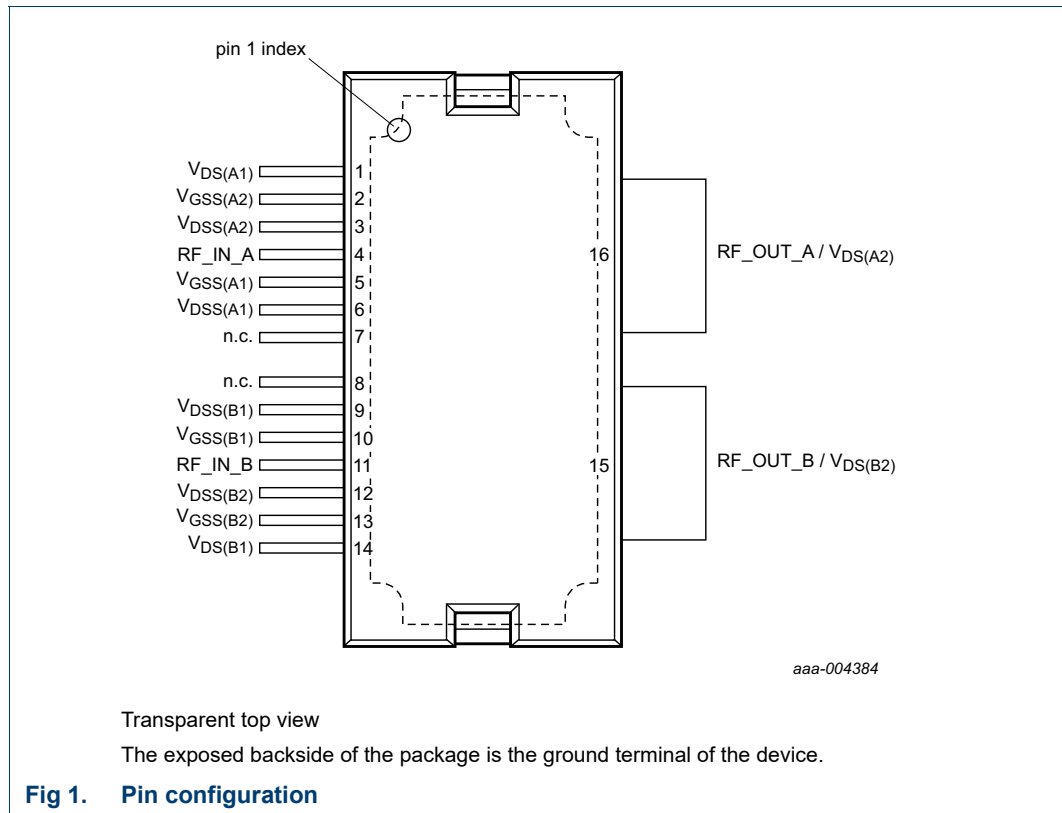 pin 1 index
VDS(A1) 1
VGSS(A2) 2
VDSS(A2) 3
RF_IN_A 4
VGSS(A1) 5
VDSS(A1) 6
n.c. 7
n.c. 8
VDSS(B1) 9
VGSS(B1) 10
RF_IN_B 11
VDSS(B2) 12
VGSS(B2) 13
VDS(B1) 14
16 RF_OUT_A / VDS(A2)
15 RF_OUT_B / VDS(B2)
aaa-004384
Transparent top view
The exposed backside of the package is the ground terminal of the device.
Fig 1. Pin configuration